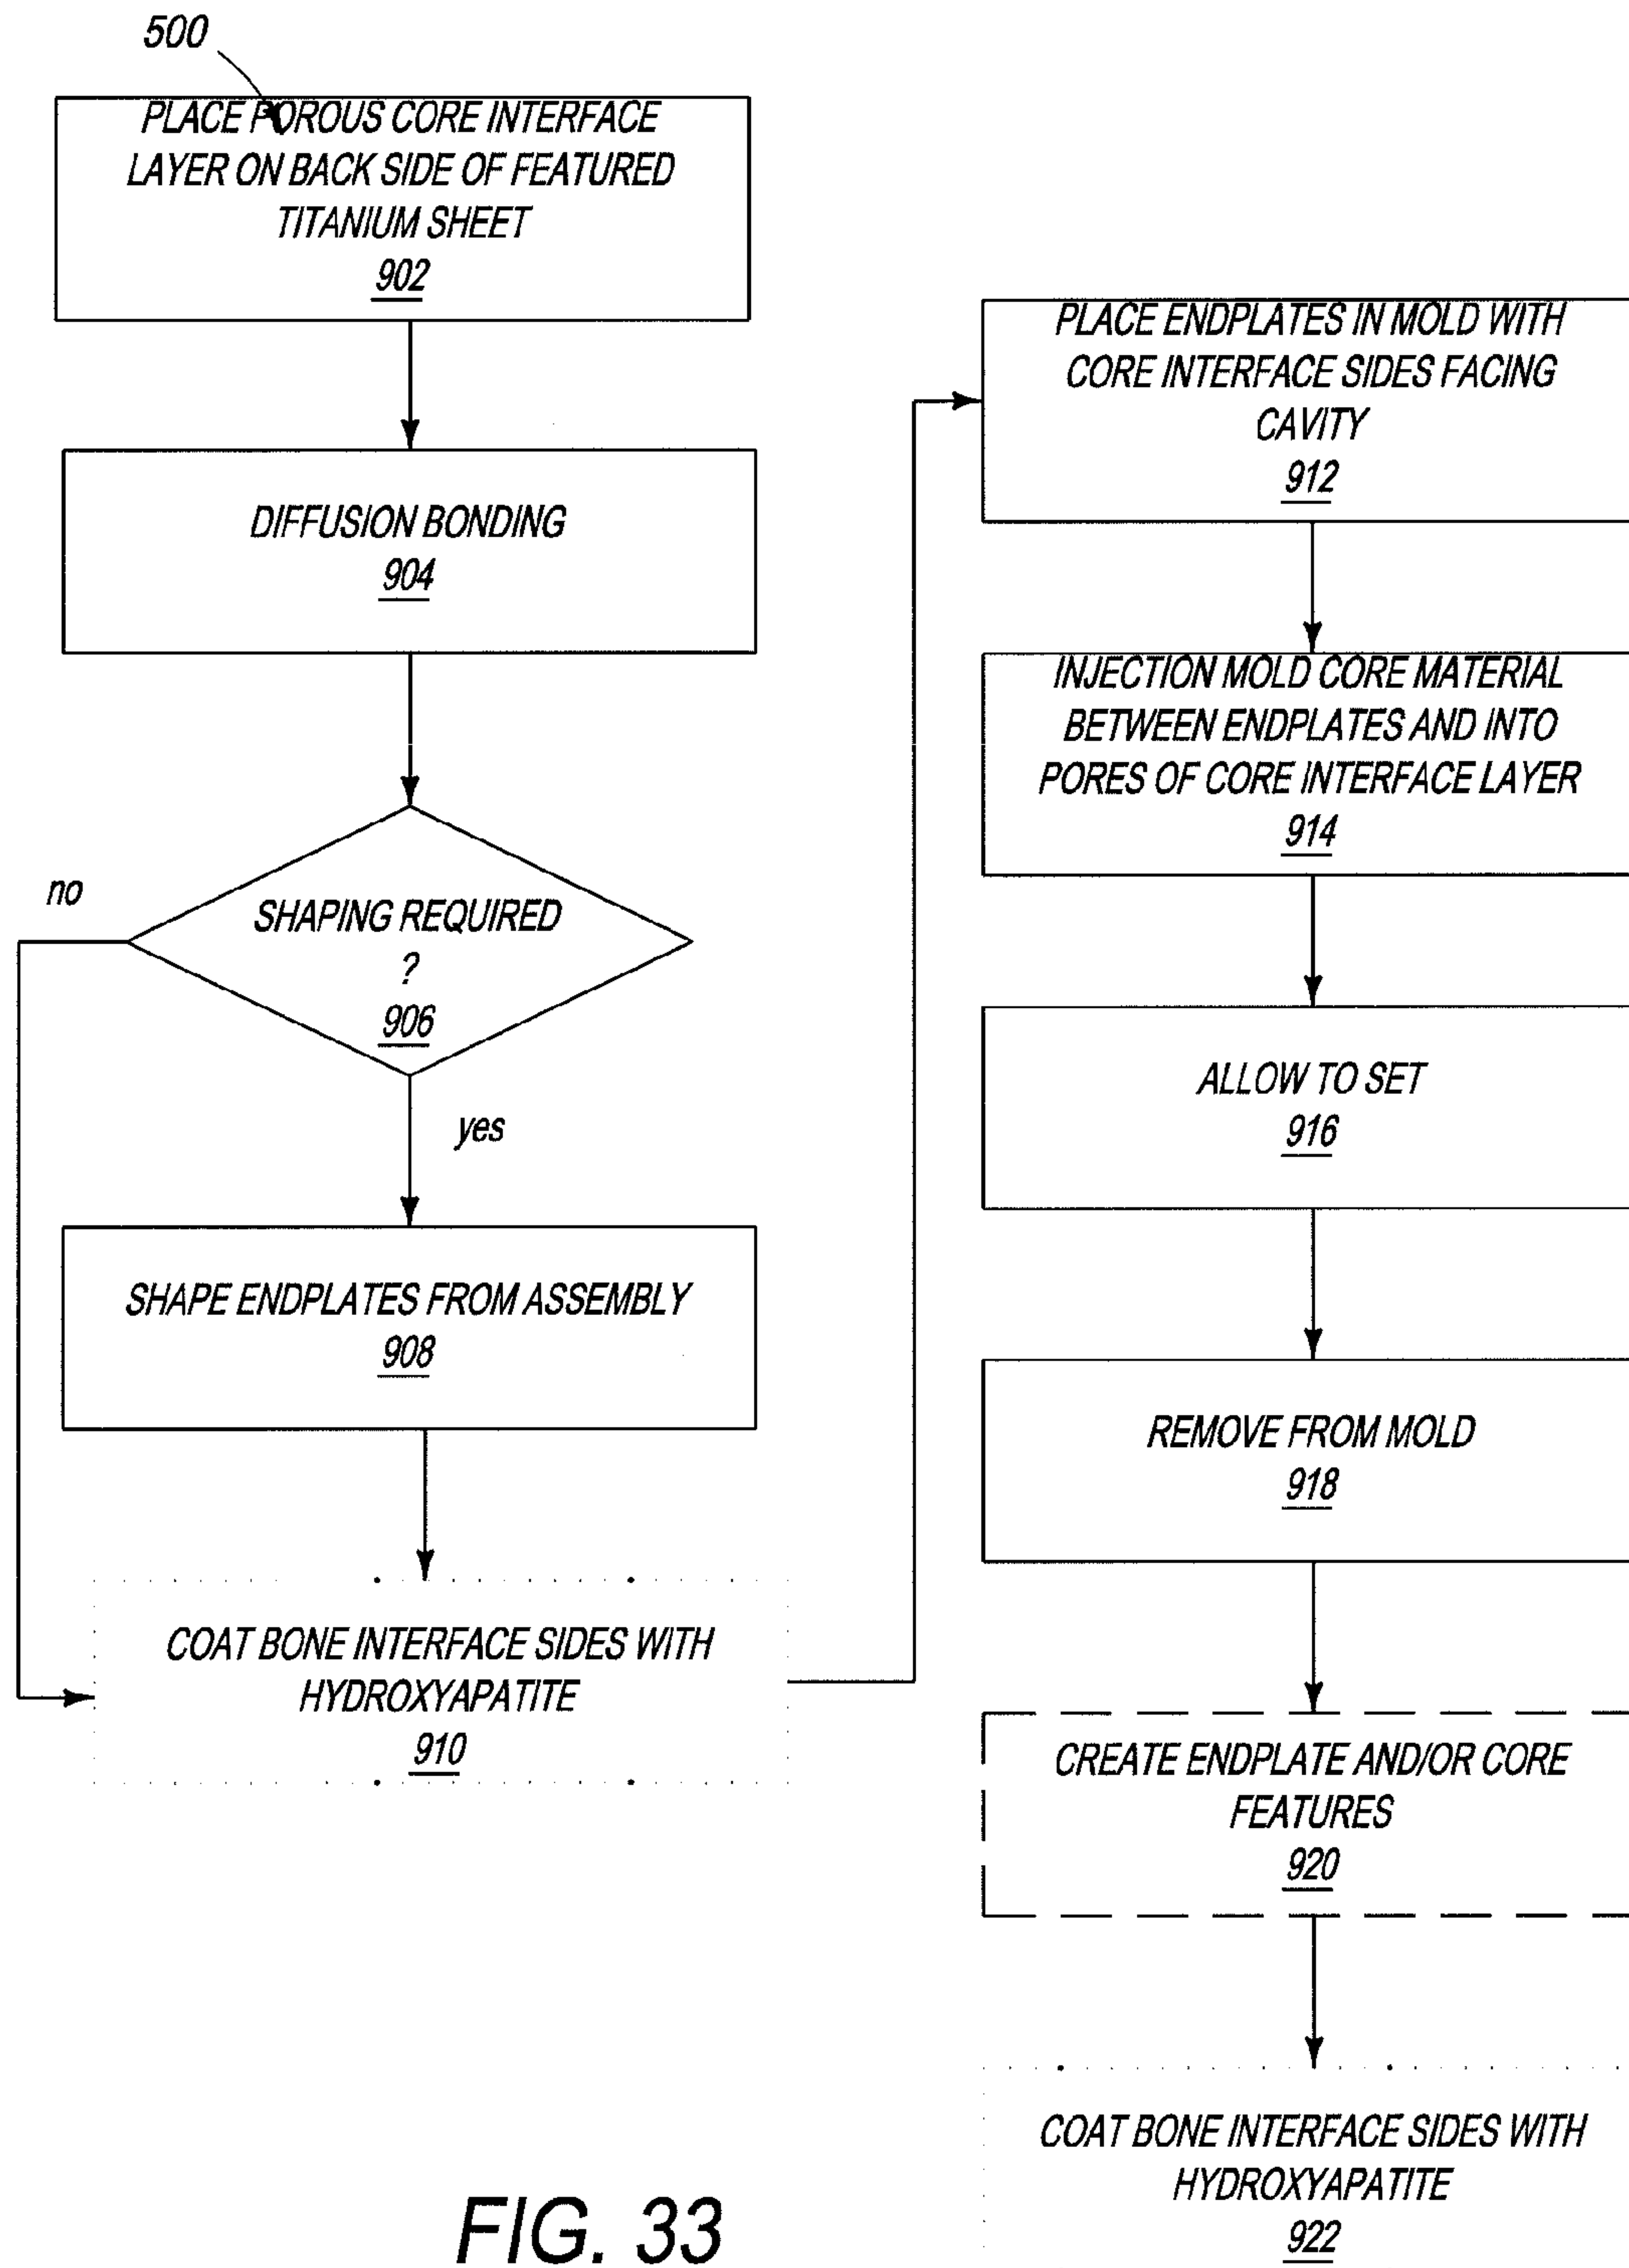 500
PLACE POROUS CORE INTERFACE
LAYER ON BACK SIDE OF FEATURED
TITANIUM SHEET
902
DIFFUSION BONDING
904
SHAPING REQUIRED
?
906
no
yes
SHAPE ENDPLATES FROM ASSEMBLY
908
COAT BONE INTERFACE SIDES WITH
HYDROXYAPATITE
910
PLACE ENDPLATES IN MOLD WITH
CORE INTERFACE SIDES FACING
CAVITY
912
INJECTION MOLD CORE MATERIAL
BETWEEN ENDPLATES AND INTO
PORES OF CORE INTERFACE LAYER
914
ALLOW TO SET
916
REMOVE FROM MOLD
918
CREATE ENDPLATE AND/OR CORE
FEATURES
920
COAT BONE INTERFACE SIDES WITH
HYDROXYAPATITE
922
FIG. 33